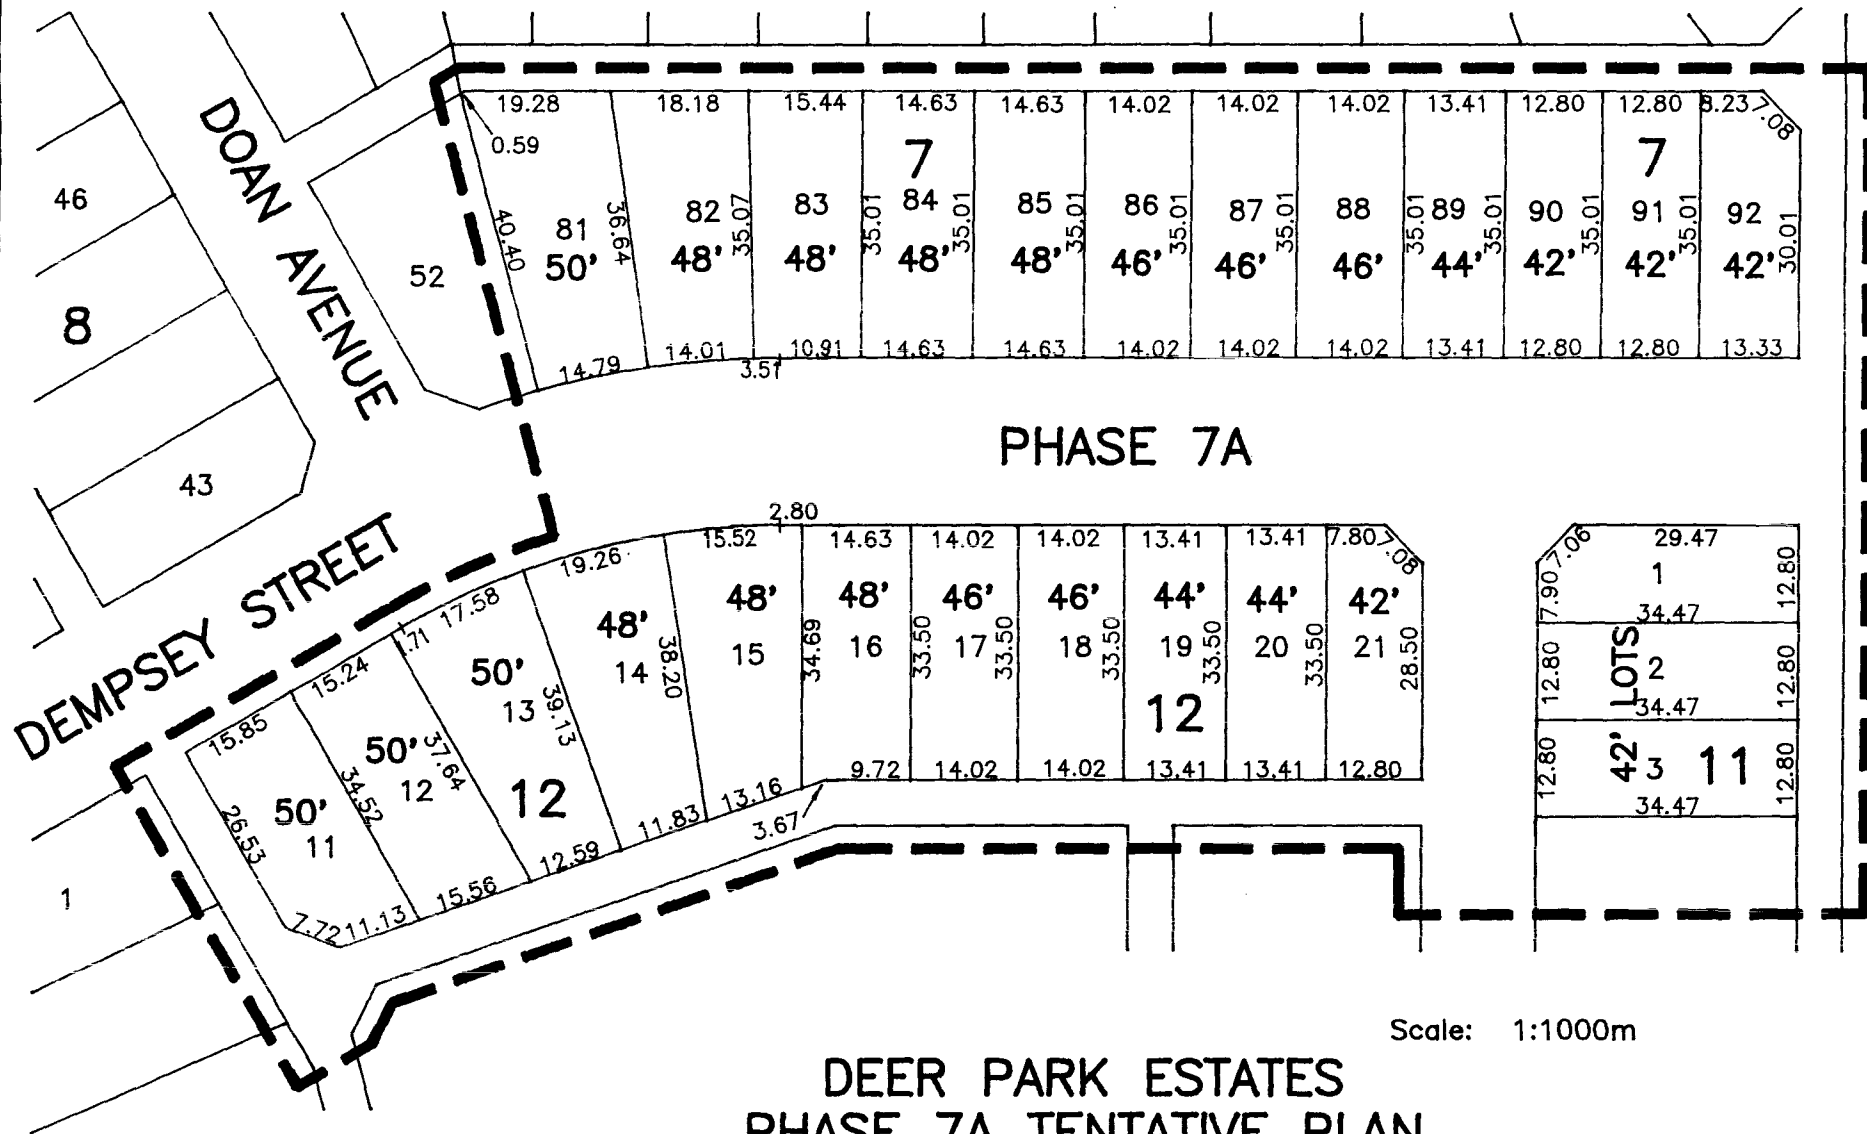 19.28 18.18 15.44 14.63 14.63 14.02 14.02 14.02 13.41 12.80 12.80 8.23 7.08
0.59
DOAN AVENUE
7 7
46
81 82 83 84 85 86 87 88 89 90 91 92
40.40 36.64 35.07 35.01 35.01 35.01 35.01 35.01 35.01 35.01 35.01 35.01 30.01
50' 48' 48' 48' 48' 46' 46' 46' 44' 42' 42' 42'
52
8
14.79 14.01 3.51 10.91 14.63 14.63 14.02 14.02 14.02 13.41 12.80 12.80 13.33
PHASE 7A
43
DEMPSEY STREET
15.85 15.24 1.71 17.58 19.26 15.52 2.80 14.63 14.02 14.02 13.41 13.41 7.80 7.08
50' 50' 50' 48' 48' 48' 46' 46' 44' 44' 42'
11 12 13 14 15 16 17 18 19 20 21
26.53 34.52 37.64 39.13 38.20 34.69 33.50 33.50 33.50 33.50 33.50 28.50
12 12
7.72 11.13 15.56 12.59 11.83 13.16 3.67 9.72 14.02 14.02 13.41 13.41 12.80
7.06 29.47
7.90 1 12.80
34.47
12.80 2 12.80
34.47
12.80 3 11 12.80
34.47
42' LOTS
1
Scale: 1:1000m
DEER PARK ESTATES
PHASE 7A TENTATIVE PLAN